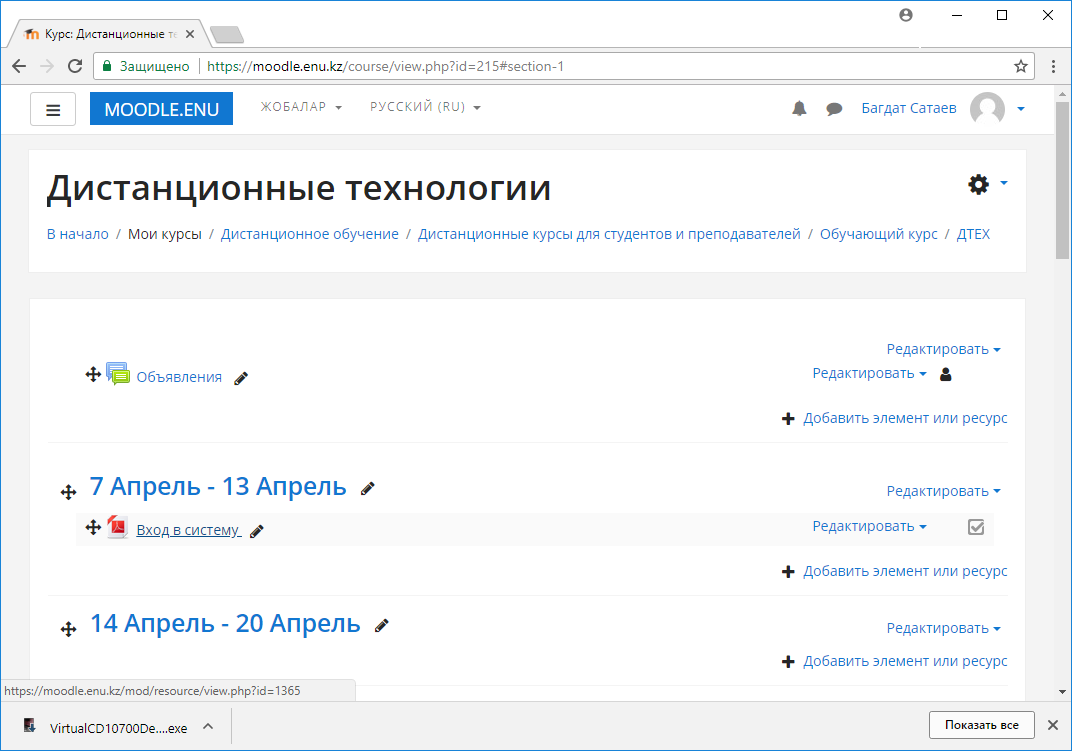 Курс: Дистанционные те
Защищено https://moodle.enu.kz/course/view.php?id=215#section-1
MOODLE.ENU ЖОБАЛАР РУССКИЙ (RU) Багдат Сатаев
Дистанционные технологии
В начало / Мои курсы / Дистанционное обучение / Дистанционные курсы для студентов и преподавателей / Обучающий курс / ДТЕХ
Редактировать
Объявления Редактировать
Добавить элемент или ресурс
7 Апрель - 13 Апрель Редактировать
Вход в систему Редактировать
Добавить элемент или ресурс
14 Апрель - 20 Апрель Редактировать
Добавить элемент или ресурс
https://moodle.enu.kz/mod/resource/view.php?id=1365
VirtualCD10700De....exe Показать все